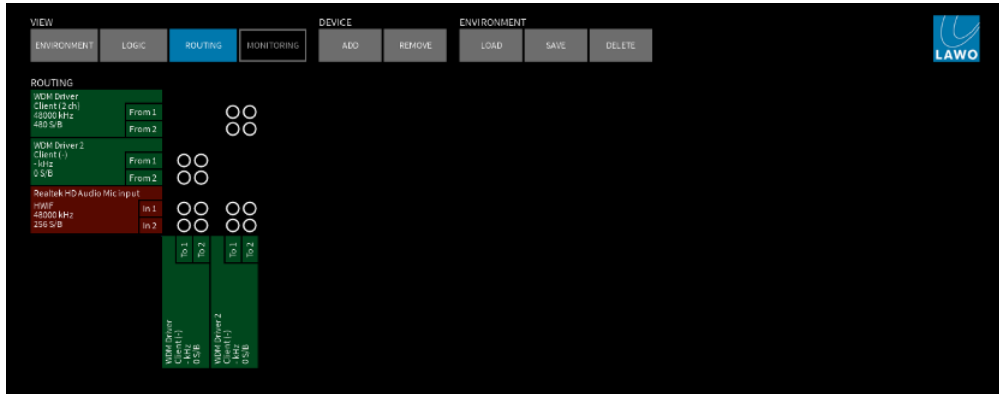 VIEW DEVICE ENVIRONMENT
ENVIRONMENT LOGIC ROUTING MONITORING ADD REMOVE LOAD SAVE DELETE
LAWO
ROUTING
WDM Driver
Client (2 ch)
48000 kHz From 1
480 S/B From 2
WDM Driver 2
Client (-)
- kHz From 1
0 S/B From 2
Realtek HD Audio Mic input
HWIF In 1
48000 kHz
256 S/B In 2
To 1 To 2 To 1 To 2
WDM Driver
Client (-)
- kHz
0 S/B
WDM Driver 2
Client (-)
- kHz
0 S/B